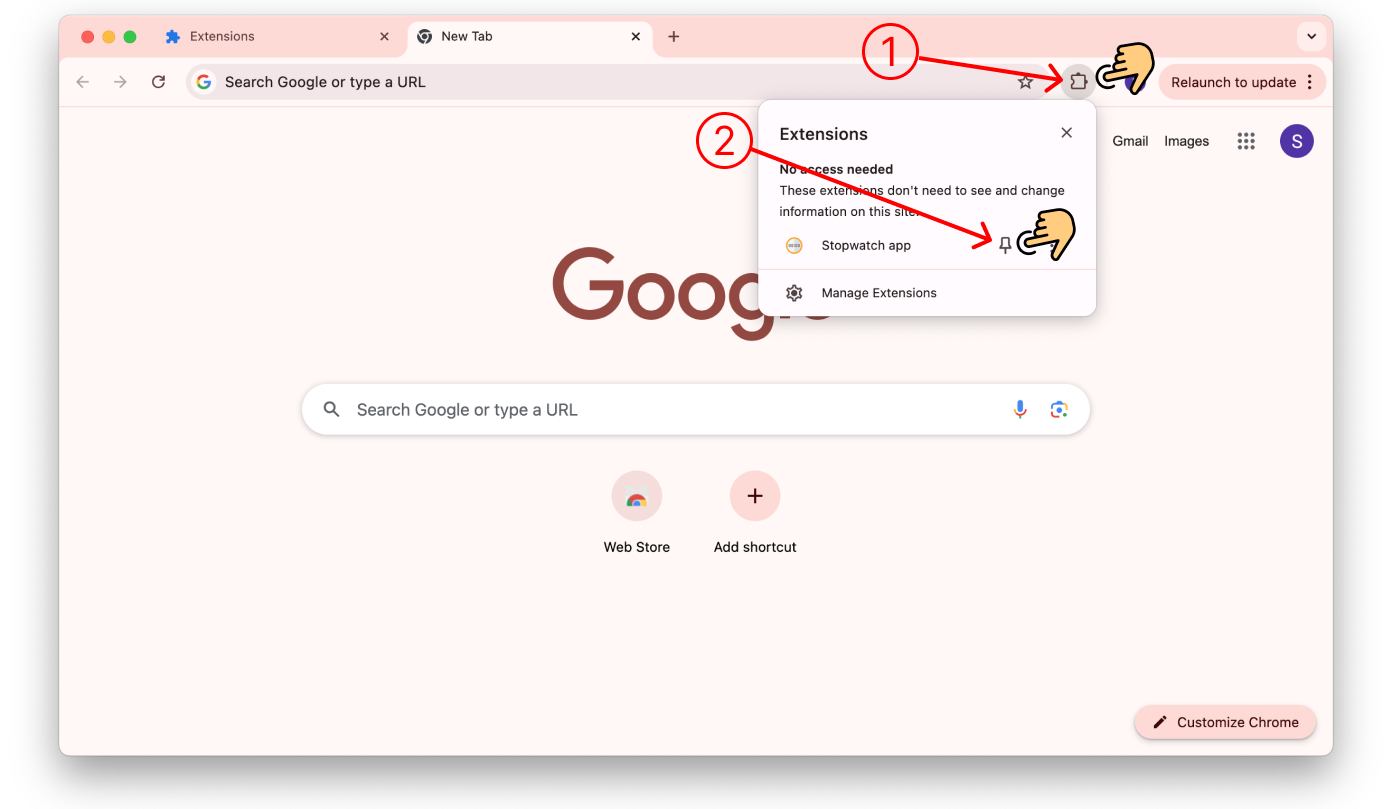 Extensions
New Tab
1
Search Google or type a URL
Relaunch to update
2
Extensions
Gmail
Images
S
No access needed
These extensions don't need to see and change
information on this site.
Stopwatch app
Manage Extensions
Search Google or type a URL
Web Store
Add shortcut
Customize Chrome